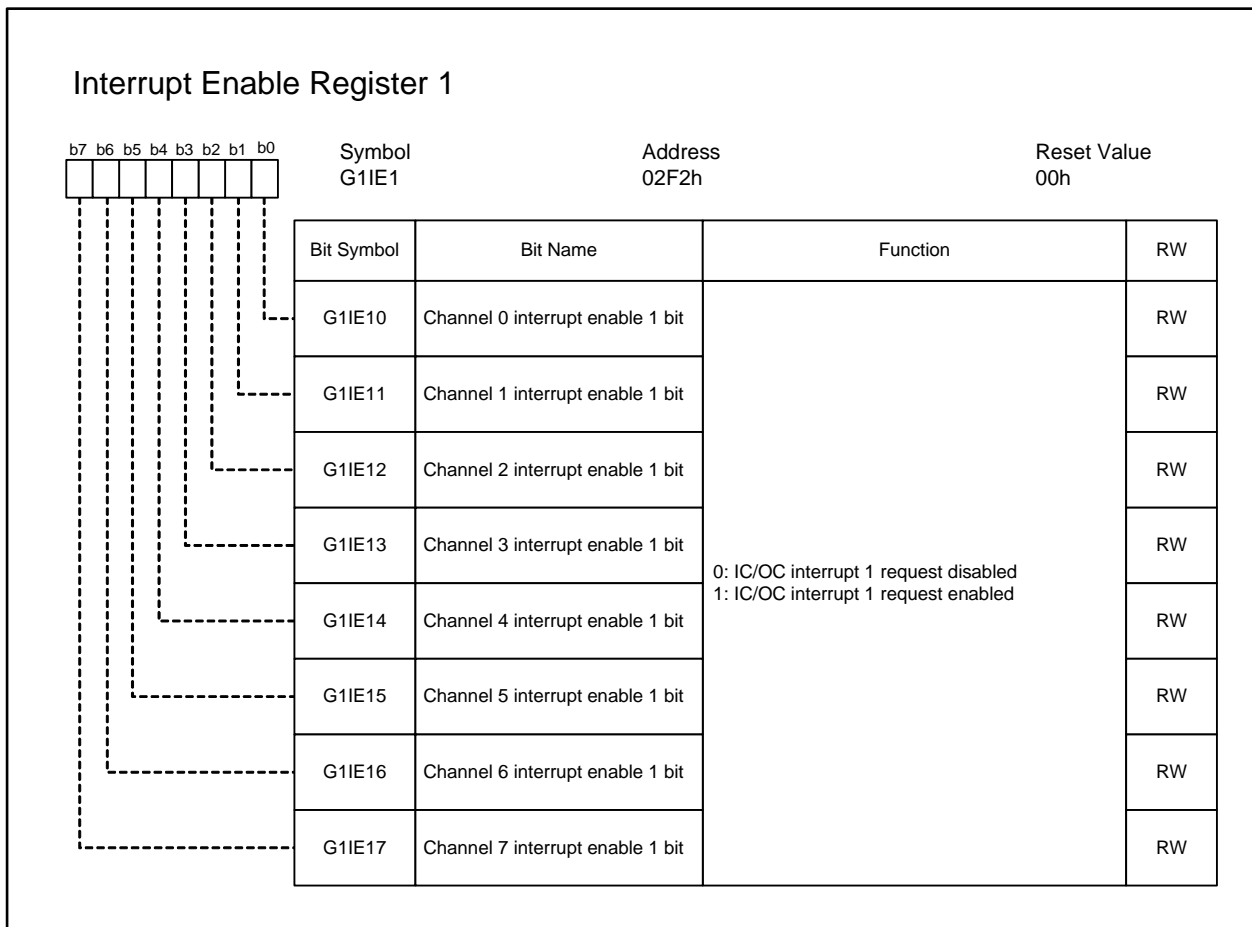 Interrupt Enable Register 1
b7 b6 b5 b4 b3 b2 b1 b0
Symbol Address Reset Value
G1IE1 02F2h 00h
Bit Symbol Bit Name Function RW
G1IE10 Channel 0 interrupt enable 1 bit RW
G1IE11 Channel 1 interrupt enable 1 bit RW
G1IE12 Channel 2 interrupt enable 1 bit RW
G1IE13 Channel 3 interrupt enable 1 bit RW
0: IC/OC interrupt 1 request disabled
1: IC/OC interrupt 1 request enabled
G1IE14 Channel 4 interrupt enable 1 bit RW
G1IE15 Channel 5 interrupt enable 1 bit RW
G1IE16 Channel 6 interrupt enable 1 bit RW
G1IE17 Channel 7 interrupt enable 1 bit RW